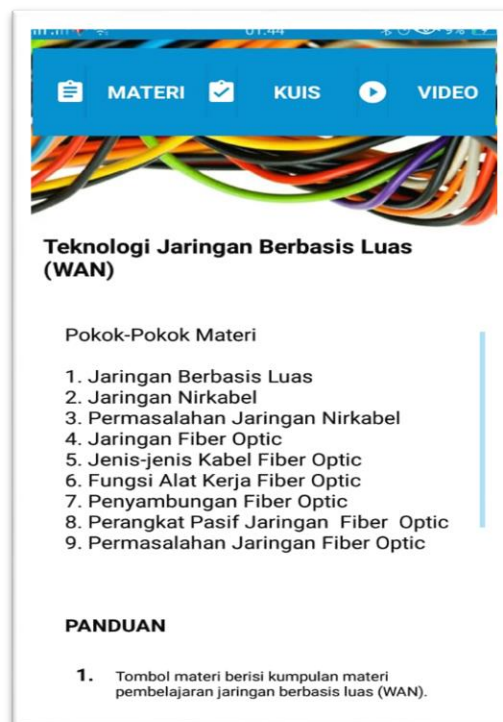 01.44
9%
MATERI KUIS VIDEO
Teknologi Jaringan Berbasis Luas
(WAN)
Pokok-Pokok Materi
1. Jaringan Berbasis Luas
2. Jaringan Nirkabel
3. Permasalahan Jaringan Nirkabel
4. Jaringan Fiber Optic
5. Jenis-jenis Kabel Fiber Optic
6. Fungsi Alat Kerja Fiber Optic
7. Penyambungan Fiber Optic
8. Perangkat Pasif Jaringan Fiber Optic
9. Permasalahan Jaringan Fiber Optic
PANDUAN
1. Tombol materi berisi kumpulan materi
pembelajaran jaringan berbasis luas (WAN).